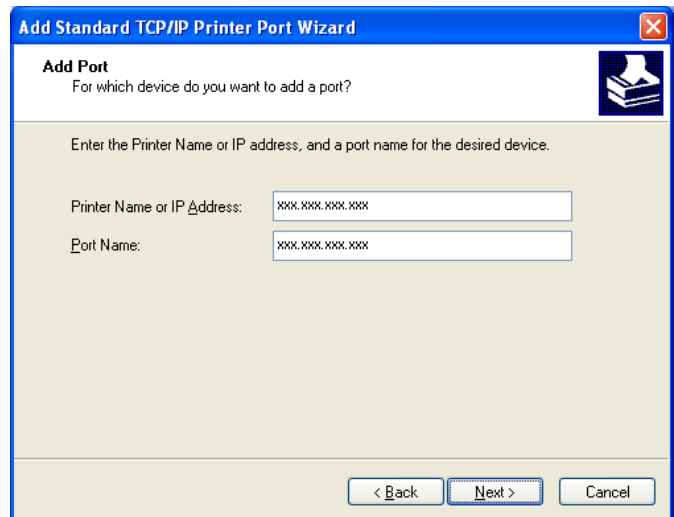 Add Standard TCP/IP Printer Port Wizard
Add Port
For which device do you want to add a port?
Enter the Printer Name or IP address, and a port name for the desired device.
Printer Name or IP Address: xxx.xxx.xxx.xxx
Port Name: xxx.xxx.xxx.xxx
< Back Next > Cancel